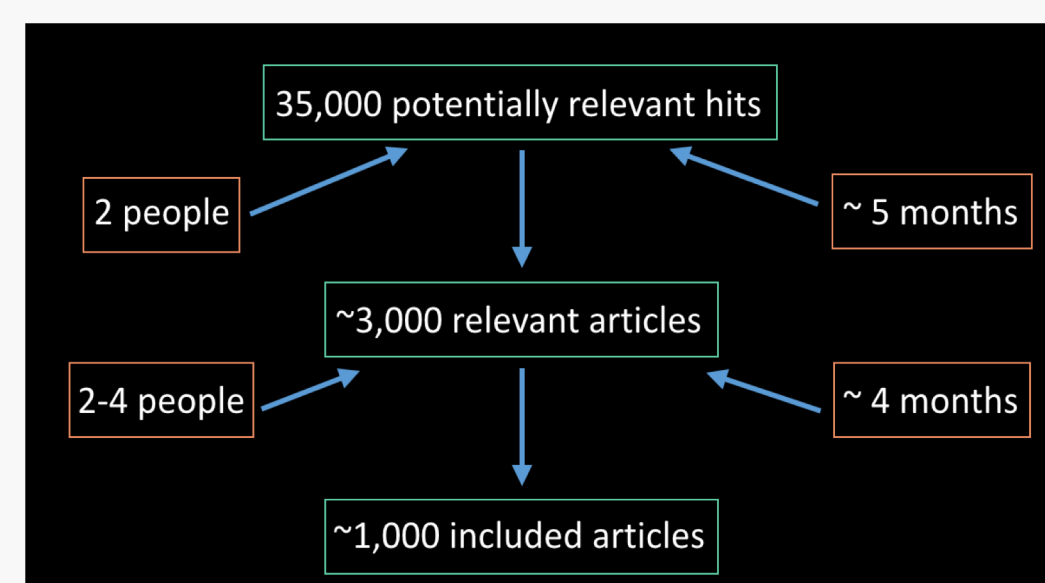 35,000 potentially relevant hits
2 people
~ 5 months
~3,000 relevant articles
2-4 people
~ 4 months
~1,000 included articles